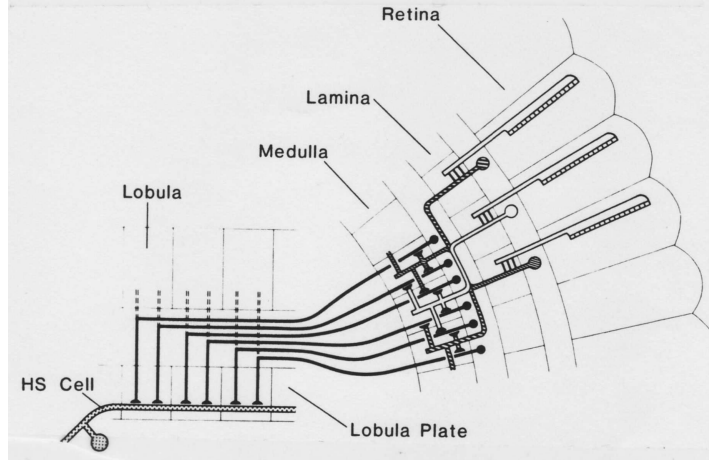 Retina
Lamina
Medulla
Lobula
HS Cell
Lobula Plate